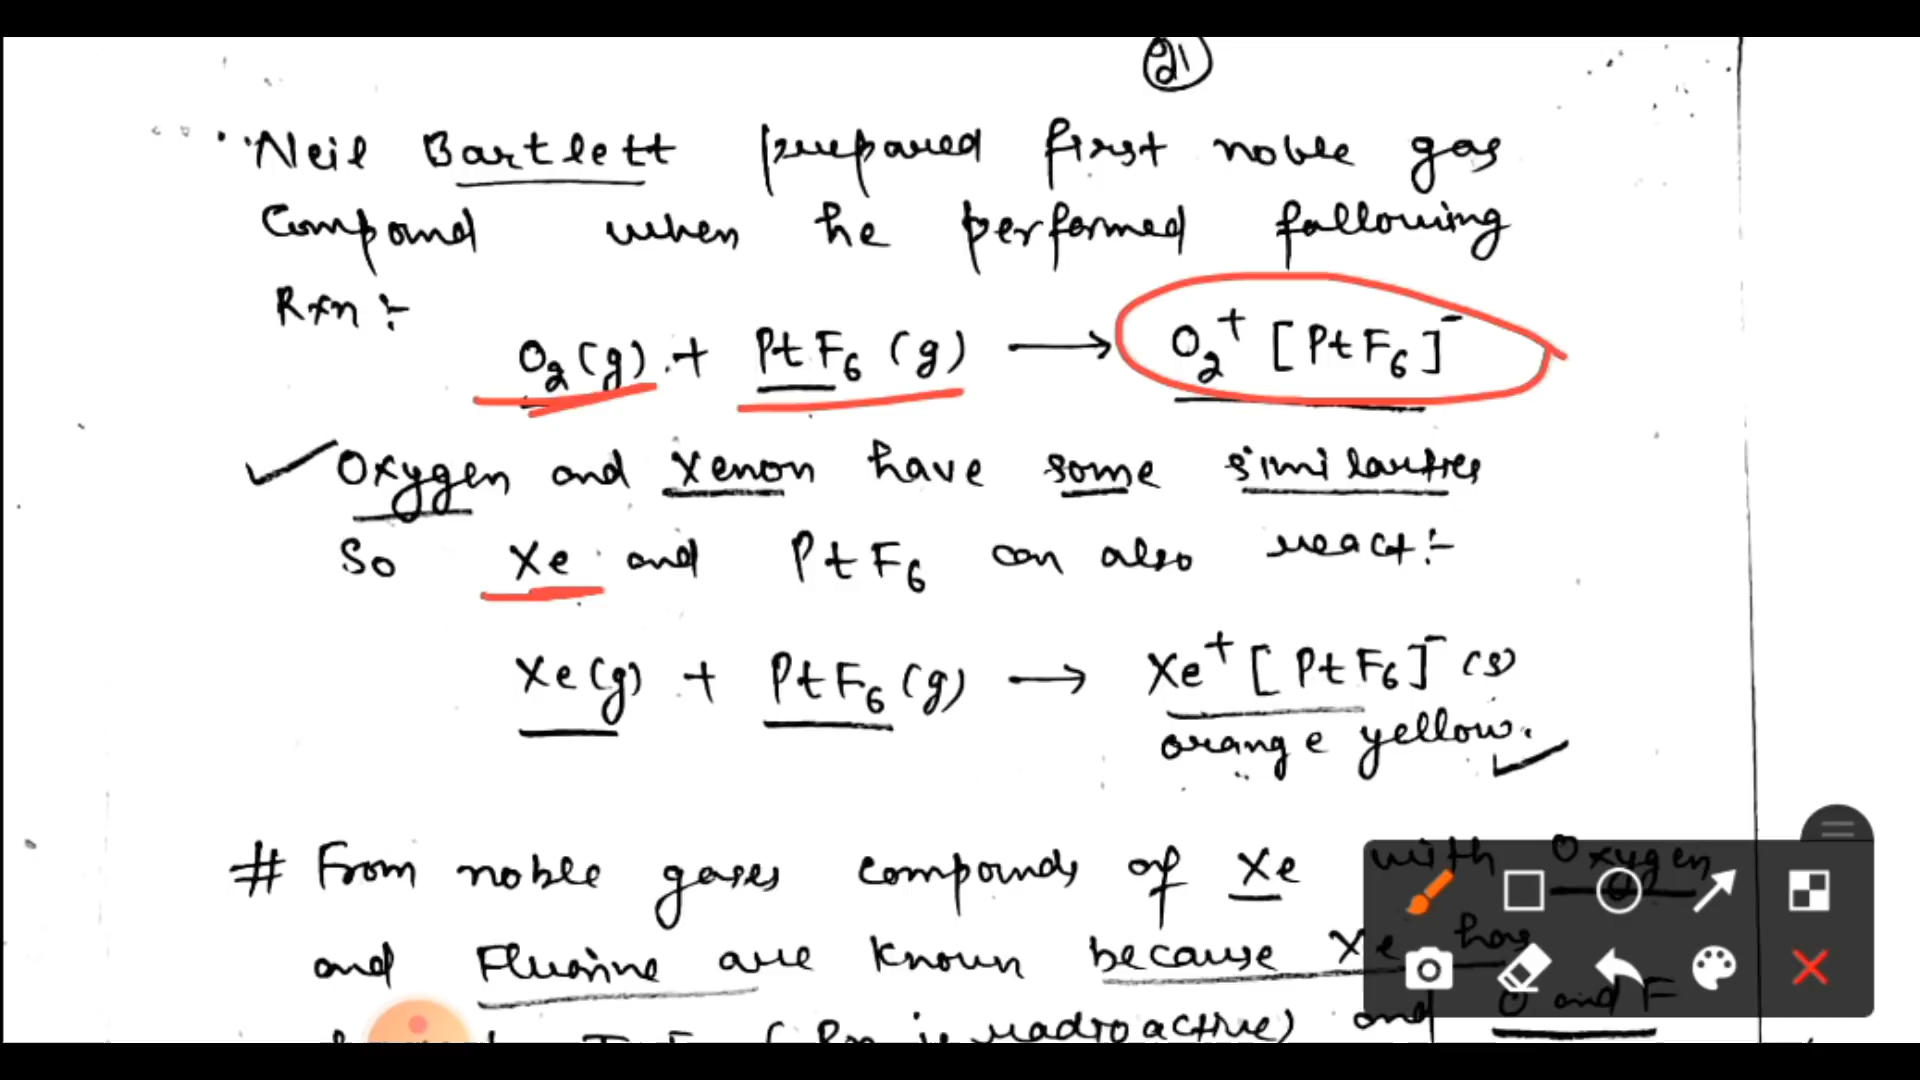 21
Neil Bartlett prepared first noble gas
Compound when he performed following
Rxn :-
O₂(g) + PtF₆(g) ⟶ O₂⁺[PtF₆]⁻
Oxygen and Xenon have some similarities
So Xe and PtF₆ can also react :-
Xe(g) + PtF₆(g) ⟶ Xe⁺[PtF₆]⁻(s)
orange yellow.
# From noble gases compounds of Xe with Oxygen
and Fluorine are known because Xe has
(Rn is radioactive) and O and F